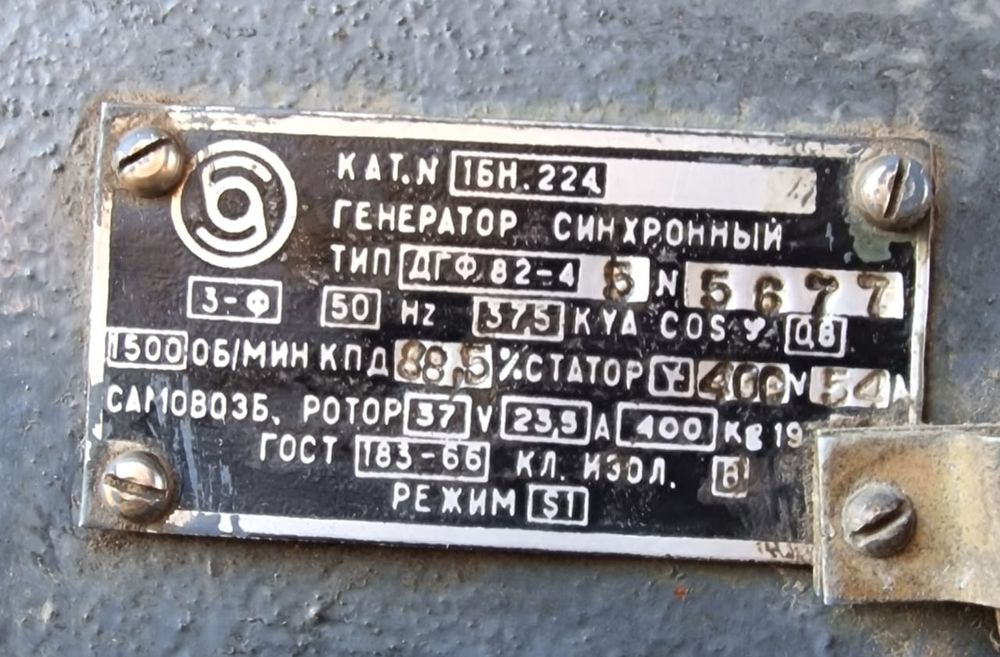 КАТ.N 1БН.224
ГЕНЕРАТОР СИНХРОННЫЙ
ТИП ДГФ 82-4 Б N 5677
3-Ф 50 Hz 37,5 KVA COS φ 0,8
1500 ОБ/МИН КПД 88,5 % СТАТОР Y 400 V 54 A
САМОВОЗБ. РОТОР 37 V 23,5 A 400 Kg 19
ГОСТ 183-66 КЛ. ИЗОЛ. В
РЕЖИМ S1